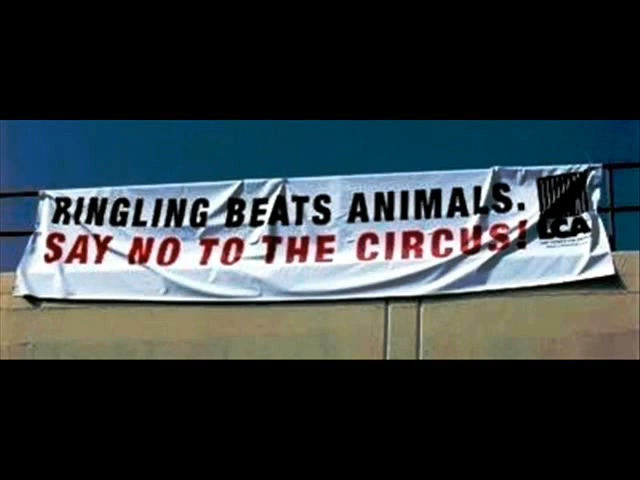 RINGLING BEATS ANIMALS.
SAY NO TO THE CIRCUS!
LCA